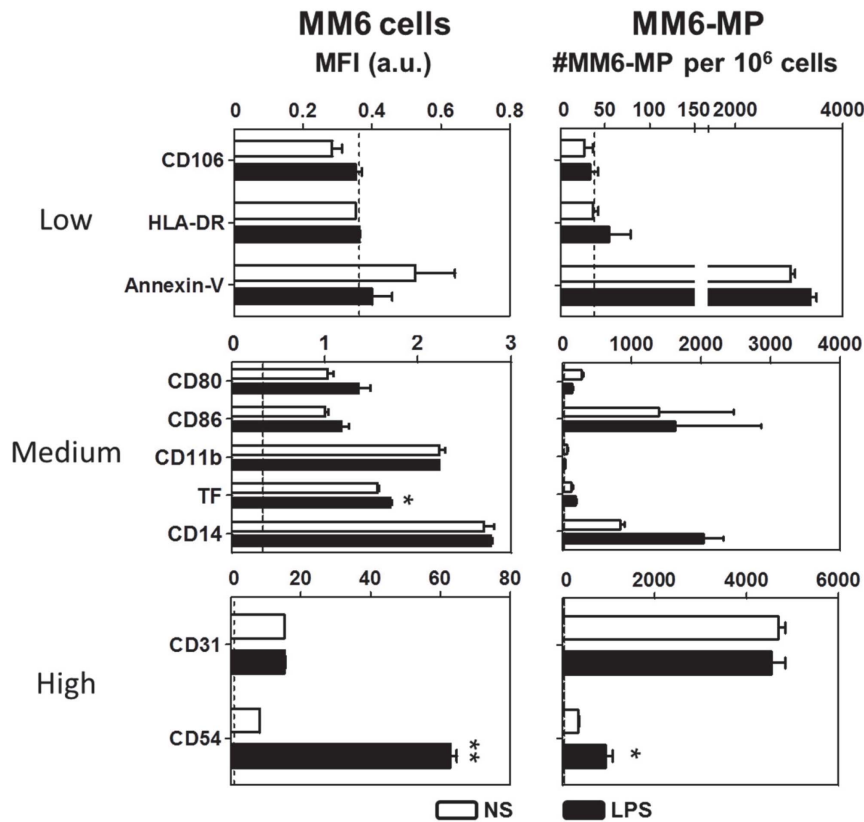 MM6 cells MM6-MP
MFI (a.u.) #MM6-MP per 10⁶ cells
0 0.2 0.4 0.6 0.8 0 50 100 150 2000 4000
CD106
Low HLA-DR
Annexin-V
0 1 2 3 0 1000 2000 3000 4000
CD80
CD86
Medium CD11b
TF *
CD14
0 20 40 60 80 0 2000 4000 6000
CD31
High
CD54 ** *
NS LPS